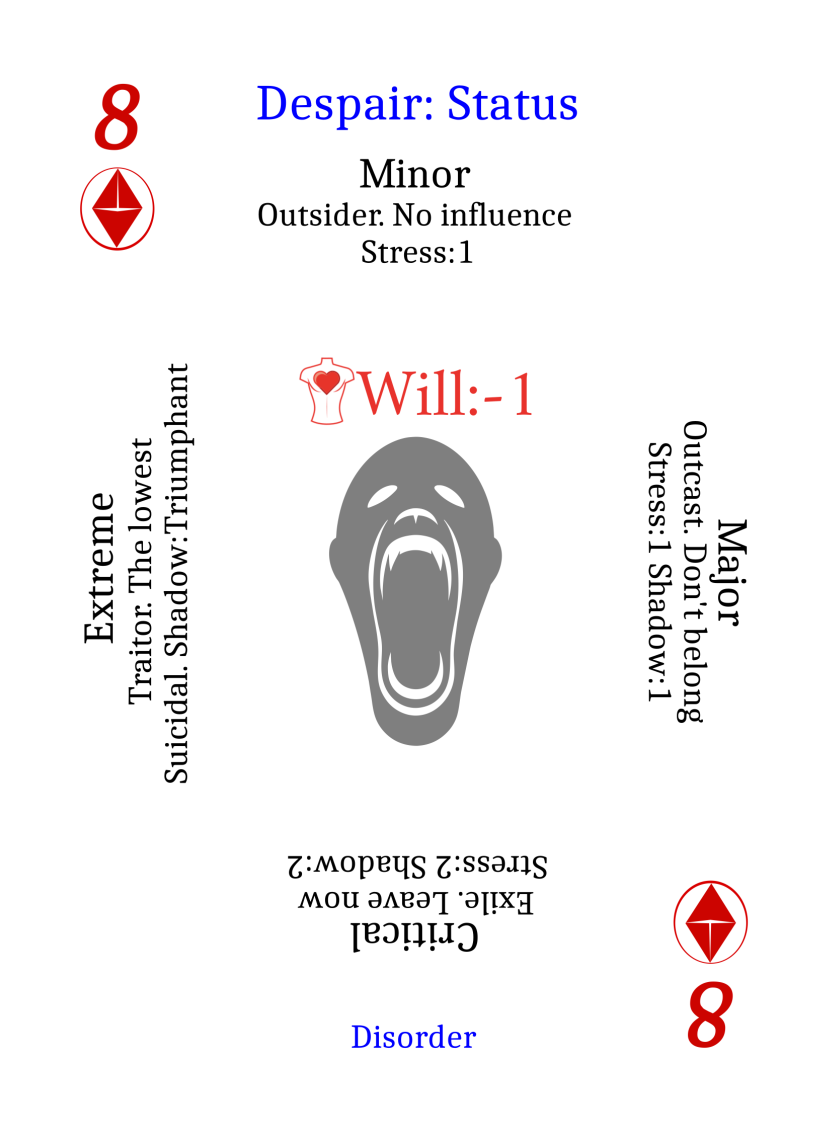 8
Despair: Status
Minor
Outsider. No influence
Stress:1
Will:-1
Extreme
Traitor. The lowest
Suicidal. Shadow:Triumphant
Major
Outcast. Don't belong
Stress:1 Shadow:1
Critical
Exile. Leave now
Stress:2 Shadow:2
Disorder
8